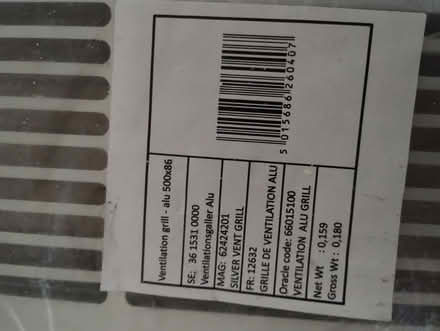 Ventilation grill - alu 500x86
SE; 36 1531 0000
Ventilationsgaller Alu
MAG: 62424201
SILVER VENT GRILL
FR: 12632
GRILLE DE VENTILATION ALU
Oracle code: 66015100
VENTILATION ALU GRILL
Net Wt : 0,159
Gross Wt : 0,180
5 015686 260407